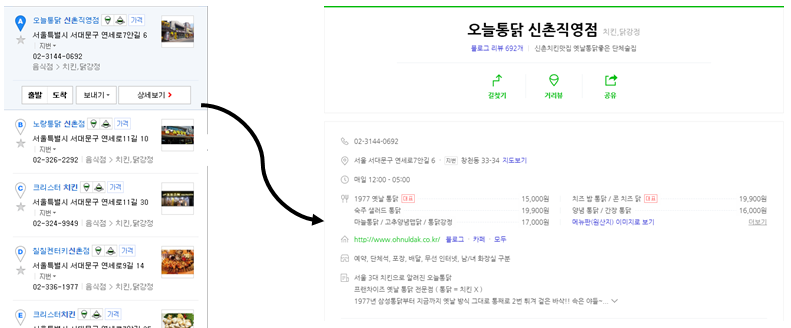 A
오늘통닭 신촌직영점
가격
서울특별시 서대문구 연세로7안길 6
지번
02-3144-0692
음식점 > 치킨,닭강정
출발
도착
보내기
상세보기
B
노랑통닭 신촌점
가격
서울특별시 서대문구 연세로11길 10
지번
02-326-2292
음식점 > 치킨,닭강정
C
크리스터 치킨
가격
서울특별시 서대문구 연세로11길 30
지번
02-324-9949
음식점 > 치킨,닭강정
D
질질켄터키신촌점
서울특별시 서대문구 연세로9길 14
지번
02-336-1977
음식점 > 치킨,닭강정
E
크리스터치킨
가격
오늘통닭 신촌직영점 치킨,닭강정
블로그 리뷰 692개 신촌치킨맛집 옛날통닭좋은 단체술집
길찾기
거리뷰
공유
02-3144-0692
서울 서대문구 연세로7안길 6 · 지번 창천동 33-34 지도보기
매일 12:00 - 05:00
1977 옛날 통닭 대표 15,000원
숙주 샐러드 통닭 19,900원
마늘통닭 / 고추양념엽닭 / 통닭강정 17,000원
치즈 밥 통닭 / 콘 치즈 닭 대표 19,900원
양념 통닭 / 간장 통닭 16,000원
메뉴판(원산지) 이미지로 보기
더보기
http://www.ohnuldak.co.kr/ 블로그 · 카페 · 모두
예약, 단체석, 포장, 배달, 무선 인터넷, 남/녀 화장실 구분
서울 3대 치킨으로 알려진 오늘통닭
프랜차이즈 옛날 통닭 전문점 ( 통닭 = 치킨 X )
1977년 삼성통닭부터 지금까지 옛날 방식 그대로 통째로 2번 튀겨 겉은 바삭!! 속은 야들~...